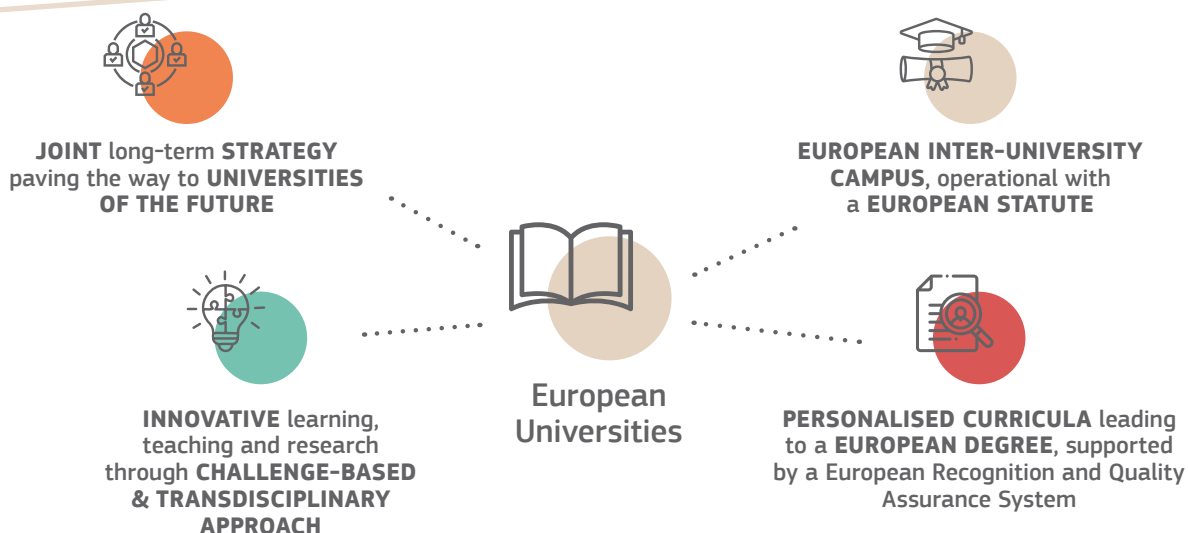 JOINT long-term STRATEGY
paving the way to UNIVERSITIES
OF THE FUTURE
EUROPEAN INTER-UNIVERSITY
CAMPUS, operational with
a EUROPEAN STATUTE
European
Universities
INNOVATIVE learning,
teaching and research
through CHALLENGE-BASED
& TRANSDISCIPLINARY
APPROACH
PERSONALISED CURRICULA leading
to a EUROPEAN DEGREE, supported
by a European Recognition and Quality
Assurance System